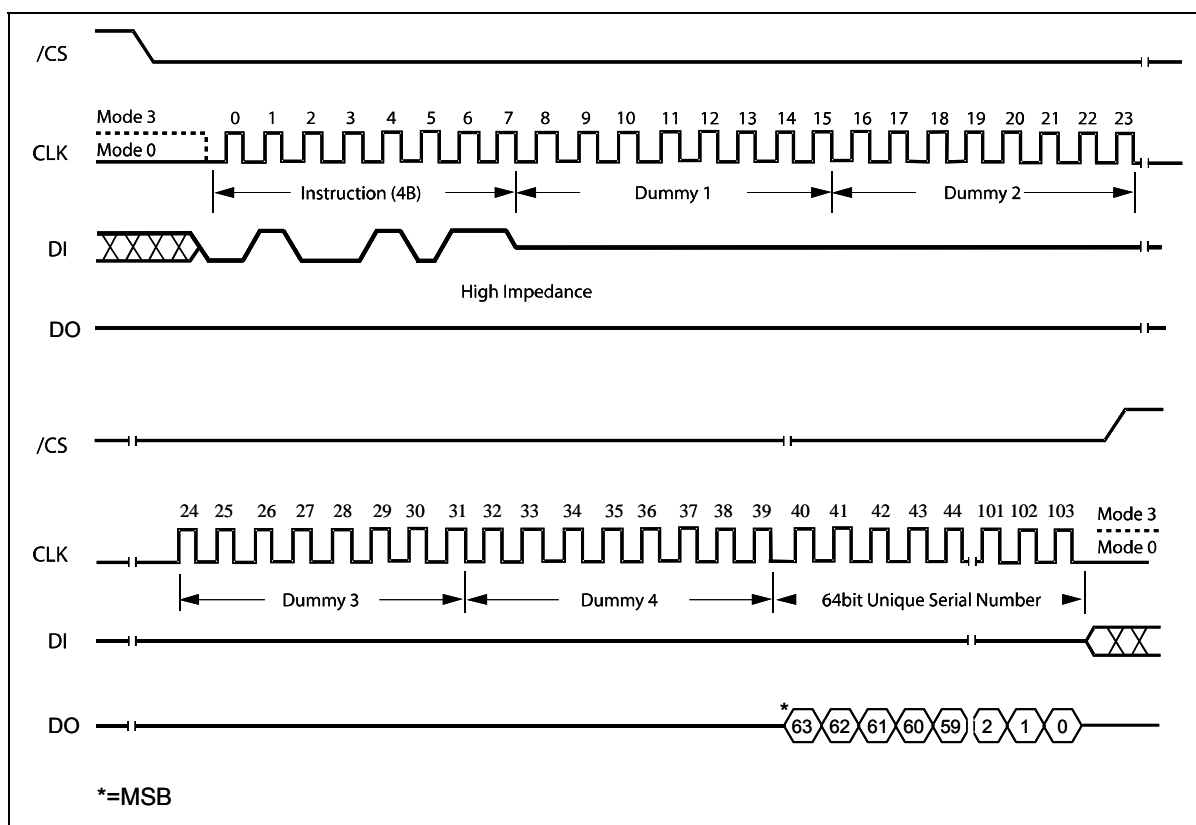 /CS
Mode 3
0 1 2 3 4 5 6 7 8 9 10 11 12 13 14 15 16 17 18 19 20 21 22 23
CLK
Mode 0
Instruction (4B) Dummy 1 Dummy 2
DI
High Impedance
DO
/CS
24 25 26 27 28 29 30 31 32 33 34 35 36 37 38 39 40 41 42 43 44 101 102 103
Mode 3
CLK
Mode 0
Dummy 3 Dummy 4 64bit Unique Serial Number
DI
*
DO 63 62 61 60 59 2 1 0
*=MSB